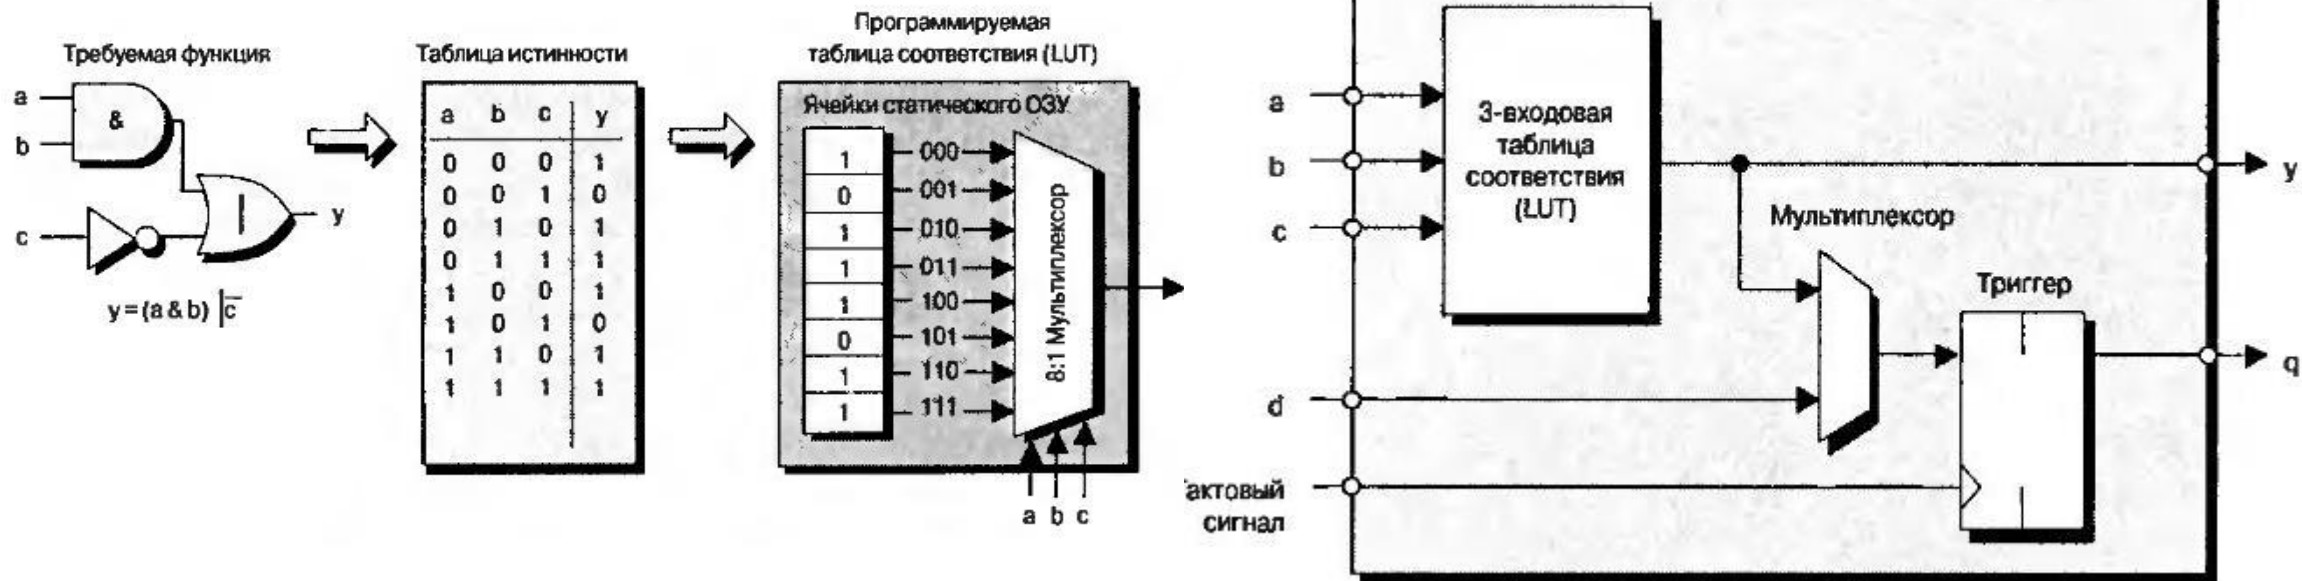 Требуемая функция
a
b
&
c
|
y
y = (a & b) | c̅
Таблица истинности
a b c y
0 0 0 1
0 0 1 0
0 1 0 1
0 1 1 1
1 0 0 1
1 0 1 0
1 1 0 1
1 1 1 1
Программируемая
таблица соответствия (LUT)
Ячейки статического ОЗУ
1 000
0 001
1 010
1 011
1 100
0 101
1 110
1 111
8:1 Мультиплексор
a b c
a
b
c
d
актовый
сигнал
3-входовая
таблица
соответствия
(LUT)
Мультиплексор
Триггер
y
q